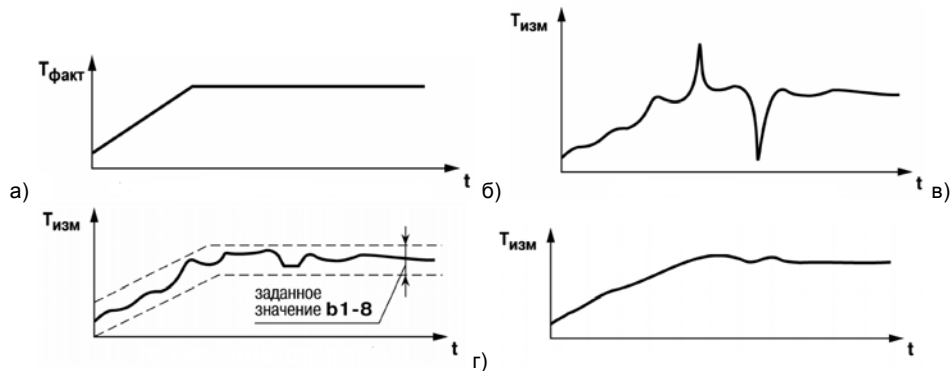 Tфакт
t
а)
Tизм
t
б)
в)
Tизм
заданное
значение b1-8
t
г)
Tизм
t